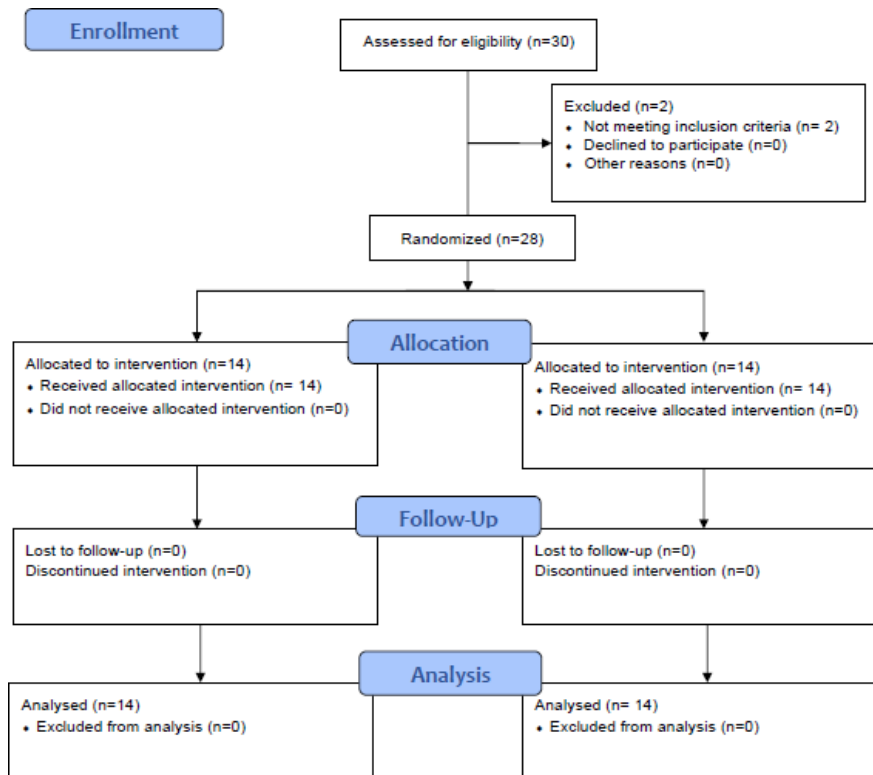 Enrollment
Assessed for eligibility (n=30)
Excluded (n=2)
⬥ Not meeting inclusion criteria (n= 2)
⬥ Declined to participate (n=0)
⬥ Other reasons (n=0)
Randomized (n=28)
Allocation
Allocated to intervention (n=14)
⬥ Received allocated intervention (n= 14)
⬥ Did not receive allocated intervention (n=0)
Allocated to intervention (n=14)
⬥ Received allocated intervention (n= 14)
⬥ Did not receive allocated intervention (n=0)
Follow-Up
Lost to follow-up (n=0)
Discontinued intervention (n=0)
Lost to follow-up (n=0)
Discontinued intervention (n=0)
Analysis
Analysed (n=14)
⬥ Excluded from analysis (n=0)
Analysed (n= 14)
⬥ Excluded from analysis (n=0)